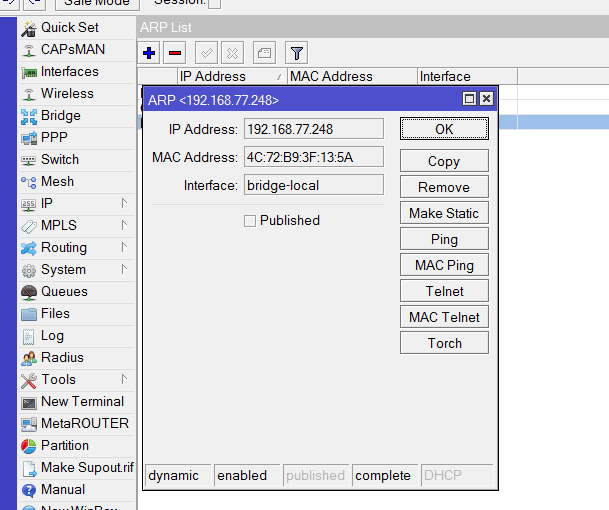 Safe Mode
Session:
Quick Set
CAPsMAN
Interfaces
Wireless
Bridge
PPP
Switch
Mesh
IP
MPLS
Routing
System
Queues
Files
Log
Radius
Tools
New Terminal
MetaROUTER
Partition
Make Supout.rif
Manual
New WinBox
ARP List
IP Address
MAC Address
Interface
ARP <192.168.77.248>
IP Address: 192.168.77.248
MAC Address: 4C:72:B9:3F:13:5A
Interface: bridge-local
Published
OK
Copy
Remove
Make Static
Ping
MAC Ping
Telnet
MAC Telnet
Torch
dynamic enabled published complete DHCP